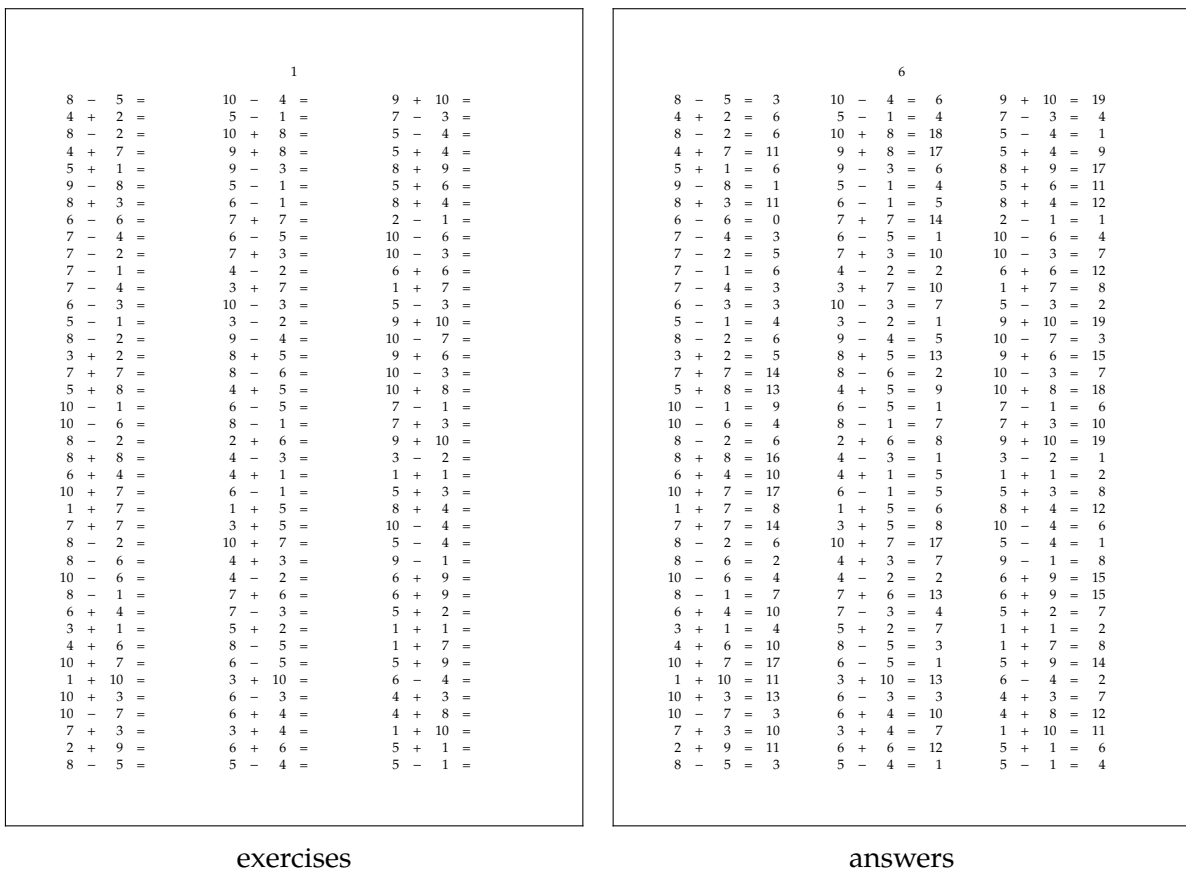 1
8 − 5 = 10 − 4 = 9 + 10 =
4 + 2 = 5 − 1 = 7 − 3 =
8 − 2 = 10 + 8 = 5 − 4 =
4 + 7 = 9 + 8 = 5 + 4 =
5 + 1 = 9 − 3 = 8 + 9 =
9 − 8 = 5 − 1 = 5 + 6 =
8 + 3 = 6 − 1 = 8 + 4 =
6 − 6 = 7 + 7 = 2 − 1 =
7 − 4 = 6 − 5 = 10 − 6 =
7 − 2 = 7 + 3 = 10 − 3 =
7 − 1 = 4 − 2 = 6 + 6 =
7 − 4 = 3 + 7 = 1 + 7 =
6 − 3 = 10 − 3 = 5 − 3 =
5 − 1 = 3 − 2 = 9 + 10 =
8 − 2 = 9 − 4 = 10 − 7 =
3 + 2 = 8 + 5 = 9 + 6 =
7 + 7 = 8 − 6 = 10 − 3 =
5 + 8 = 4 + 5 = 10 + 8 =
10 − 1 = 6 − 5 = 7 − 1 =
10 − 6 = 8 − 1 = 7 + 3 =
8 − 2 = 2 + 6 = 9 + 10 =
8 + 8 = 4 − 3 = 3 − 2 =
6 + 4 = 4 + 1 = 1 + 1 =
10 + 7 = 6 − 1 = 5 + 3 =
1 + 7 = 1 + 5 = 8 + 4 =
7 + 7 = 3 + 5 = 10 − 4 =
8 − 2 = 10 + 7 = 5 − 4 =
8 − 6 = 4 + 3 = 9 − 1 =
10 − 6 = 4 − 2 = 6 + 9 =
8 − 1 = 7 + 6 = 6 + 9 =
6 + 4 = 7 − 3 = 5 + 2 =
3 + 1 = 5 + 2 = 1 + 1 =
4 + 6 = 8 − 5 = 1 + 7 =
10 + 7 = 6 − 5 = 5 + 9 =
1 + 10 = 3 + 10 = 6 − 4 =
10 + 3 = 6 − 3 = 4 + 3 =
10 − 7 = 6 + 4 = 4 + 8 =
7 + 3 = 3 + 4 = 1 + 10 =
2 + 9 = 6 + 6 = 5 + 1 =
8 − 5 = 5 − 4 = 5 − 1 =
exercises
6
8 − 5 = 3 10 − 4 = 6 9 + 10 = 19
4 + 2 = 6 5 − 1 = 4 7 − 3 = 4
8 − 2 = 6 10 + 8 = 18 5 − 4 = 1
4 + 7 = 11 9 + 8 = 17 5 + 4 = 9
5 + 1 = 6 9 − 3 = 6 8 + 9 = 17
9 − 8 = 1 5 − 1 = 4 5 + 6 = 11
8 + 3 = 11 6 − 1 = 5 8 + 4 = 12
6 − 6 = 0 7 + 7 = 14 2 − 1 = 1
7 − 4 = 3 6 − 5 = 1 10 − 6 = 4
7 − 2 = 5 7 + 3 = 10 10 − 3 = 7
7 − 1 = 6 4 − 2 = 2 6 + 6 = 12
7 − 4 = 3 3 + 7 = 10 1 + 7 = 8
6 − 3 = 3 10 − 3 = 7 5 − 3 = 2
5 − 1 = 4 3 − 2 = 1 9 + 10 = 19
8 − 2 = 6 9 − 4 = 5 10 − 7 = 3
3 + 2 = 5 8 + 5 = 13 9 + 6 = 15
7 + 7 = 14 8 − 6 = 2 10 − 3 = 7
5 + 8 = 13 4 + 5 = 9 10 + 8 = 18
10 − 1 = 9 6 − 5 = 1 7 − 1 = 6
10 − 6 = 4 8 − 1 = 7 7 + 3 = 10
8 − 2 = 6 2 + 6 = 8 9 + 10 = 19
8 + 8 = 16 4 − 3 = 1 3 − 2 = 1
6 + 4 = 10 4 + 1 = 5 1 + 1 = 2
10 + 7 = 17 6 − 1 = 5 5 + 3 = 8
1 + 7 = 8 1 + 5 = 6 8 + 4 = 12
7 + 7 = 14 3 + 5 = 8 10 − 4 = 6
8 − 2 = 6 10 + 7 = 17 5 − 4 = 1
8 − 6 = 2 4 + 3 = 7 9 − 1 = 8
10 − 6 = 4 4 − 2 = 2 6 + 9 = 15
8 − 1 = 7 7 + 6 = 13 6 + 9 = 15
6 + 4 = 10 7 − 3 = 4 5 + 2 = 7
3 + 1 = 4 5 + 2 = 7 1 + 1 = 2
4 + 6 = 10 8 − 5 = 3 1 + 7 = 8
10 + 7 = 17 6 − 5 = 1 5 + 9 = 14
1 + 10 = 11 3 + 10 = 13 6 − 4 = 2
10 + 3 = 13 6 − 3 = 3 4 + 3 = 7
10 − 7 = 3 6 + 4 = 10 4 + 8 = 12
7 + 3 = 10 3 + 4 = 7 1 + 10 = 11
2 + 9 = 11 6 + 6 = 12 5 + 1 = 6
8 − 5 = 3 5 − 4 = 1 5 − 1 = 4
answers